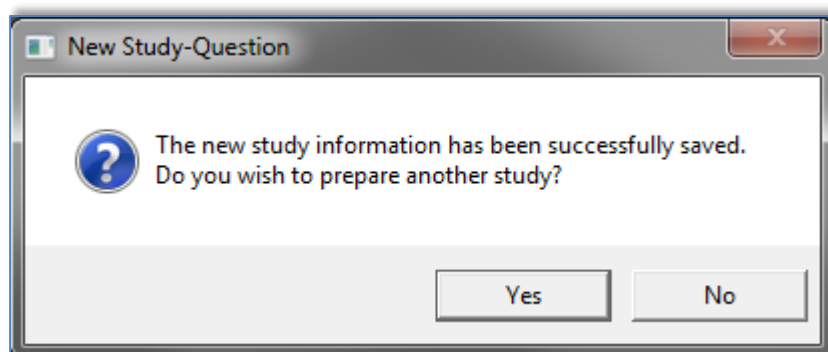 New Study-Question
The new study information has been successfully saved.
Do you wish to prepare another study?
Yes
No